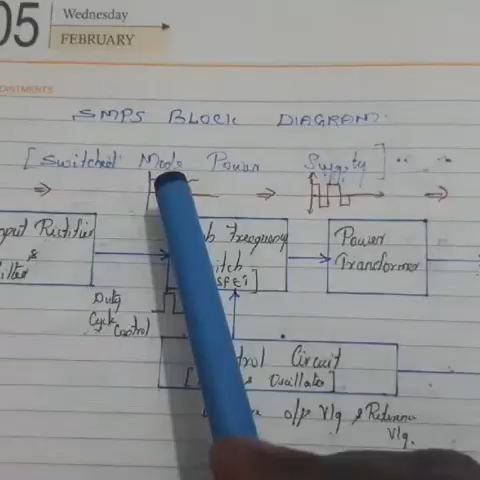 05 Wednesday
FEBRUARY
SMPS BLOCK DIAGRAM
[Switched Mode Power Supply]
put Rectifier
&
Frequency
Power
Transformer
Duty
Cycle Control
Circuit
& Oscillator]
o/p Vlg & Reference
Vlg.